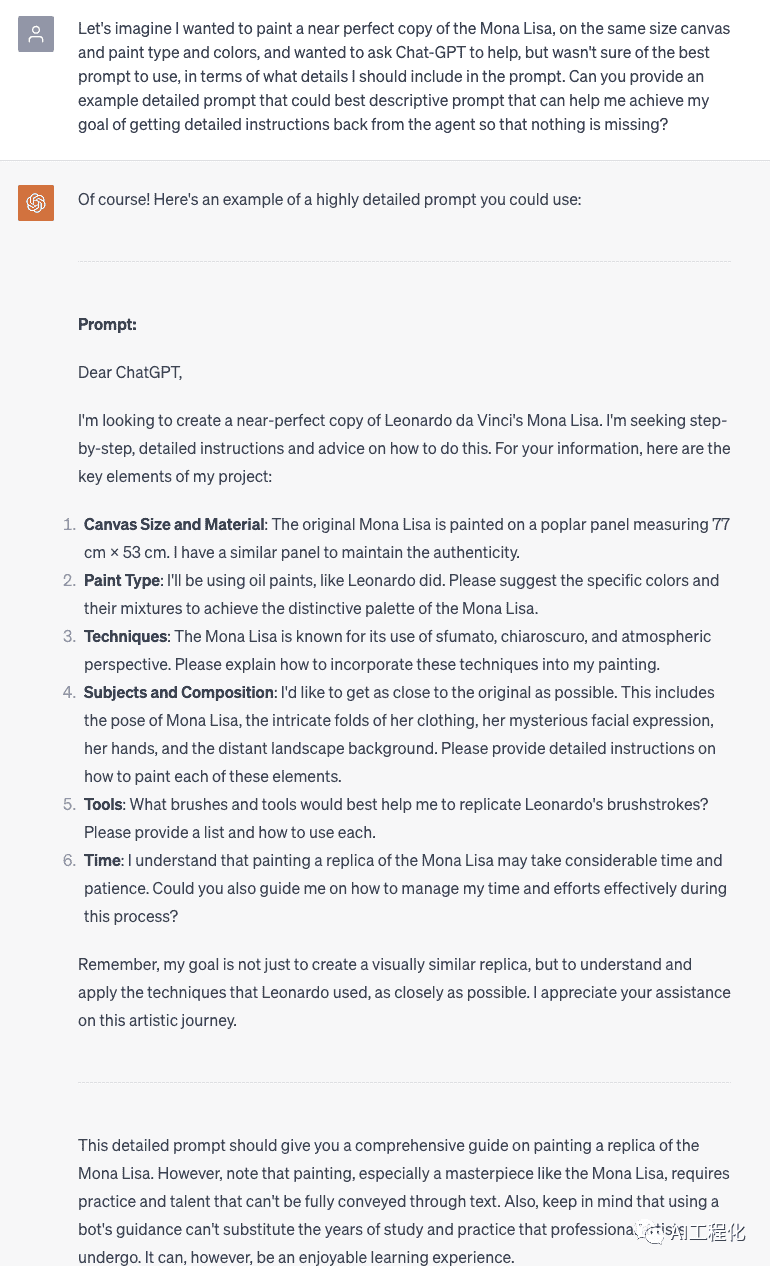 Let's imagine I wanted to paint a near perfect copy of the Mona Lisa, on the same size canvas
and paint type and colors, and wanted to ask Chat-GPT to help, but wasn't sure of the best
prompt to use, in terms of what details I should include in the prompt. Can you provide an
example detailed prompt that could best descriptive prompt that can help me achieve my
goal of getting detailed instructions back from the agent so that nothing is missing?
Of course! Here's an example of a highly detailed prompt you could use:
Prompt:
Dear ChatGPT,
I'm looking to create a near-perfect copy of Leonardo da Vinci's Mona Lisa. I'm seeking step-
by-step, detailed instructions and advice on how to do this. For your information, here are the
key elements of my project:
1. Canvas Size and Material: The original Mona Lisa is painted on a poplar panel measuring 77
cm × 53 cm. I have a similar panel to maintain the authenticity.
2. Paint Type: I'll be using oil paints, like Leonardo did. Please suggest the specific colors and
their mixtures to achieve the distinctive palette of the Mona Lisa.
3. Techniques: The Mona Lisa is known for its use of sfumato, chiaroscuro, and atmospheric
perspective. Please explain how to incorporate these techniques into my painting.
4. Subjects and Composition: I'd like to get as close to the original as possible. This includes
the pose of Mona Lisa, the intricate folds of her clothing, her mysterious facial expression,
her hands, and the distant landscape background. Please provide detailed instructions on
how to paint each of these elements.
5. Tools: What brushes and tools would best help me to replicate Leonardo's brushstrokes?
Please provide a list and how to use each.
6. Time: I understand that painting a replica of the Mona Lisa may take considerable time and
patience. Could you also guide me on how to manage my time and efforts effectively during
this process?
Remember, my goal is not just to create a visually similar replica, but to understand and
apply the techniques that Leonardo used, as closely as possible. I appreciate your assistance
on this artistic journey.
This detailed prompt should give you a comprehensive guide on painting a replica of the
Mona Lisa. However, note that painting, especially a masterpiece like the Mona Lisa, requires
practice and talent that can't be fully conveyed through text. Also, keep in mind that using a
bot's guidance can't substitute the years of study and practice that AI工程化
undergo. It can, however, be an enjoyable learning experience.